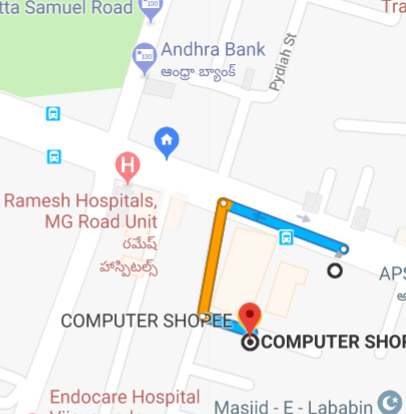 tta Samuel Road
Tra
Andhra Bank
ఆంధ్రా బ్యాంక్
Pydiah St
H
Ramesh Hospitals,
MG Road Unit
రమేష్
హాస్పిటల్స్
APS
COMPUTER SHOPEE
COMPUTER SHOP
Endocare Hospital
Masjid - E - Lababin